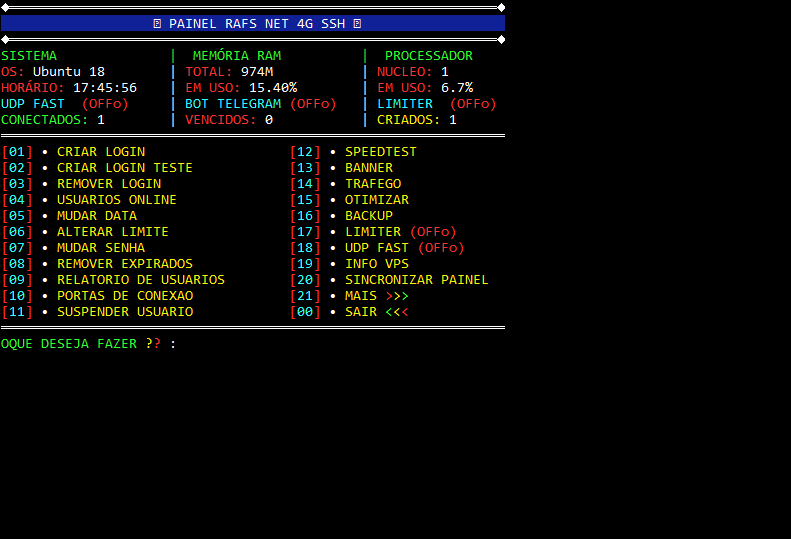 PAINEL RAFS NET 4G SSH
SISTEMA | MEMÓRIA RAM | PROCESSADOR
OS: Ubuntu 18 | TOTAL: 974M | NUCLEO: 1
HORÁRIO: 17:45:56 | EM USO: 15.40% | EM USO: 6.7%
UDP FAST (OFFo) | BOT TELEGRAM (OFFo) | LIMITER (OFFo)
CONECTADOS: 1 | VENCIDOS: 0 | CRIADOS: 1
[01] • CRIAR LOGIN [12] • SPEEDTEST
[02] • CRIAR LOGIN TESTE [13] • BANNER
[03] • REMOVER LOGIN [14] • TRAFEGO
[04] • USUARIOS ONLINE [15] • OTIMIZAR
[05] • MUDAR DATA [16] • BACKUP
[06] • ALTERAR LIMITE [17] • LIMITER (OFFo)
[07] • MUDAR SENHA [18] • UDP FAST (OFFo)
[08] • REMOVER EXPIRADOS [19] • INFO VPS
[09] • RELATORIO DE USUARIOS [20] • SINCRONIZAR PAINEL
[10] • PORTAS DE CONEXAO [21] • MAIS >>>
[11] • SUSPENDER USUARIO [00] • SAIR <<<
OQUE DESEJA FAZER ?? :